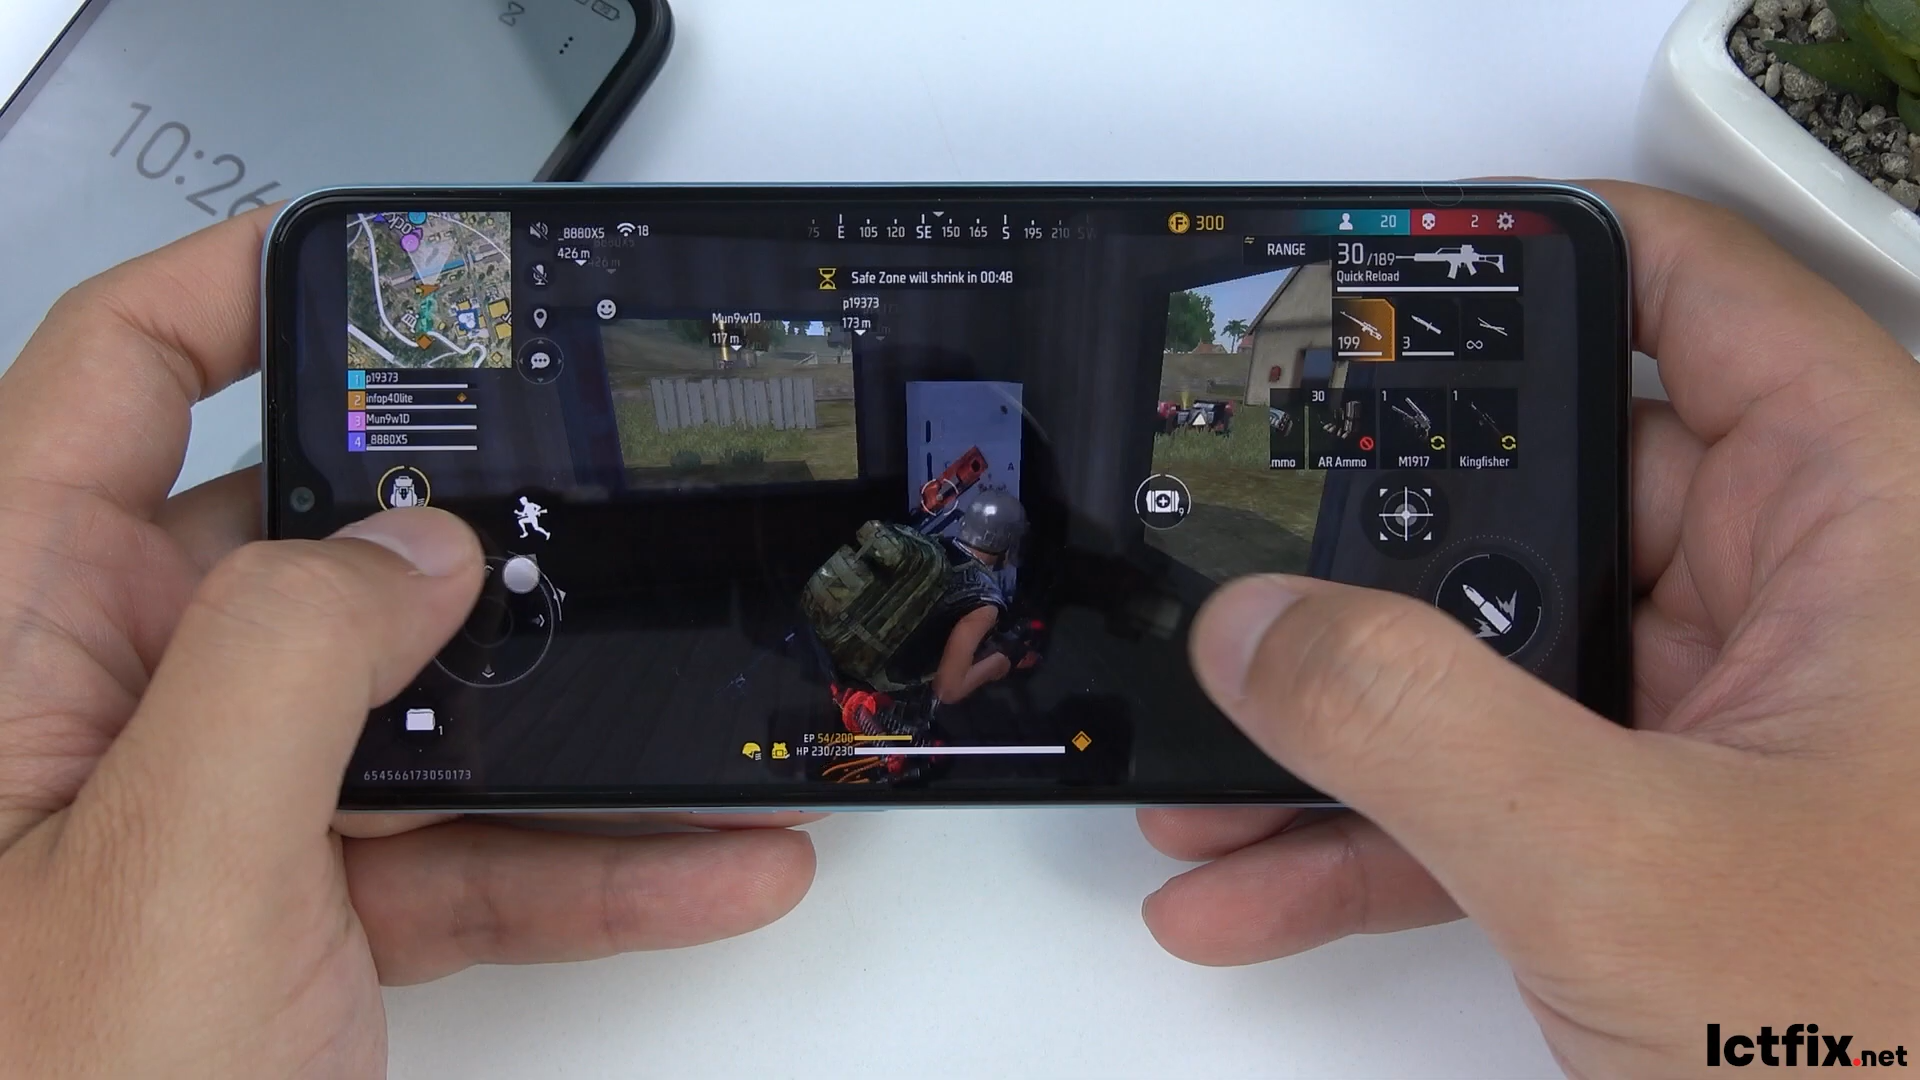 10:26
_8880X5 18
426 m
75 E 105 120 SE 150 165 S 195 210 SW
300
20
2
RANGE
30/189
Quick Reload
Safe Zone will shrink in 00:48
p19373
173 m
Mun9w1D
117 m
199
3
∞
1 p19373
2 infop40lite
3 Mun9w1D
4 _8880X5
30
1
1
mmo
AR Ammo
M1917
Kingfisher
9
1
EP 54/200
HP 230/230
654566173050173
Ictfix.net